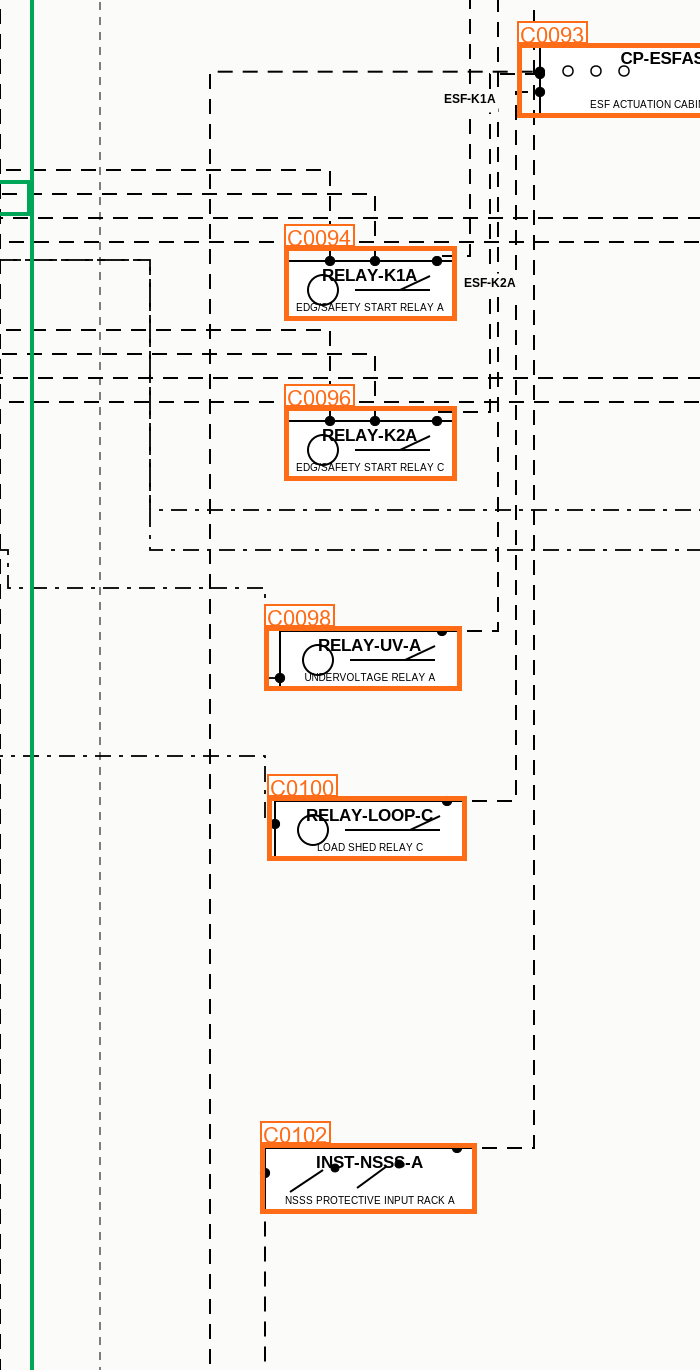 C0093
CP-ESFAS
ESF-K1A
ESF ACTUATION CABIN
C0094
RELAY-K1A
ESF-K2A
EDG/SAFETY START RELAY A
C0096
RELAY-K2A
EDG/SAFETY START RELAY C
C0098
RELAY-UV-A
UNDERVOLTAGE RELAY A
C0100
RELAY-LOOP-C
LOAD SHED RELAY C
C0102
INST-NSSS-A
NSSS PROTECTIVE INPUT RACK A